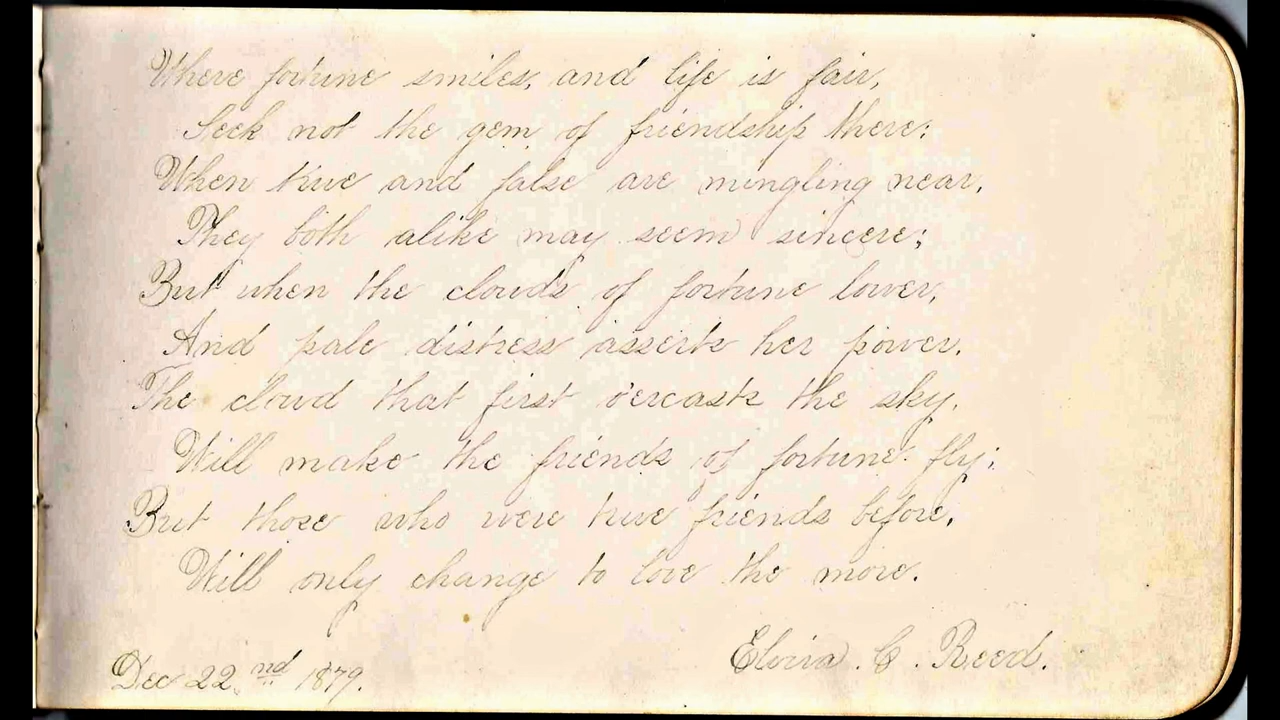 Where fortune smiles, and life is fair,
Seek not the gem of friendship there;
When true and false are mingling near,
They both alike may seem sincere;
But when the clouds of fortune lower,
And pale distress asserts her power,
The cloud that first o'ercasts the sky,
Will make the friends of fortune fly;
But those who were true friends before,
Will only change to love the more.
C. Reed.
Dec 22nd 1879.